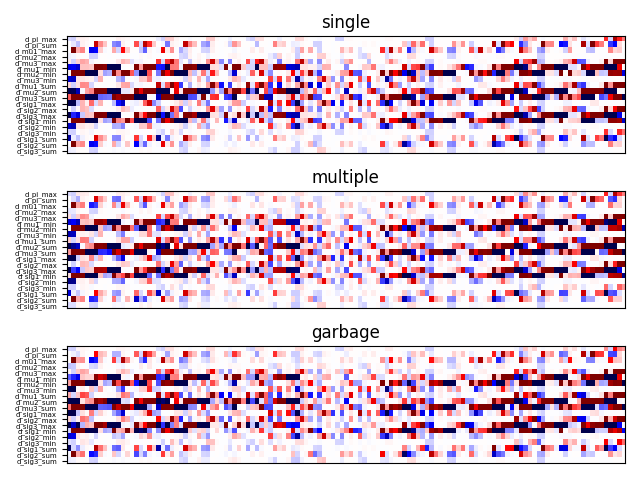 single
d_pi_max
d_pi_sum
d_mu1_max
d_mu2_max
d_mu3_max
d_mu1_min
d_mu2_min
d_mu3_min
d_mu1_sum
d_mu2_sum
d_mu3_sum
d_sig1_max
d_sig2_max
d_sig3_max
d_sig1_min
d_sig2_min
d_sig3_min
d_sig1_sum
d_sig2_sum
d_sig3_sum
multiple
d_pi_max
d_pi_sum
d_mu1_max
d_mu2_max
d_mu3_max
d_mu1_min
d_mu2_min
d_mu3_min
d_mu1_sum
d_mu2_sum
d_mu3_sum
d_sig1_max
d_sig2_max
d_sig3_max
d_sig1_min
d_sig2_min
d_sig3_min
d_sig1_sum
d_sig2_sum
d_sig3_sum
garbage
d_pi_max
d_pi_sum
d_mu1_max
d_mu2_max
d_mu3_max
d_mu1_min
d_mu2_min
d_mu3_min
d_mu1_sum
d_mu2_sum
d_mu3_sum
d_sig1_max
d_sig2_max
d_sig3_max
d_sig1_min
d_sig2_min
d_sig3_min
d_sig1_sum
d_sig2_sum
d_sig3_sum